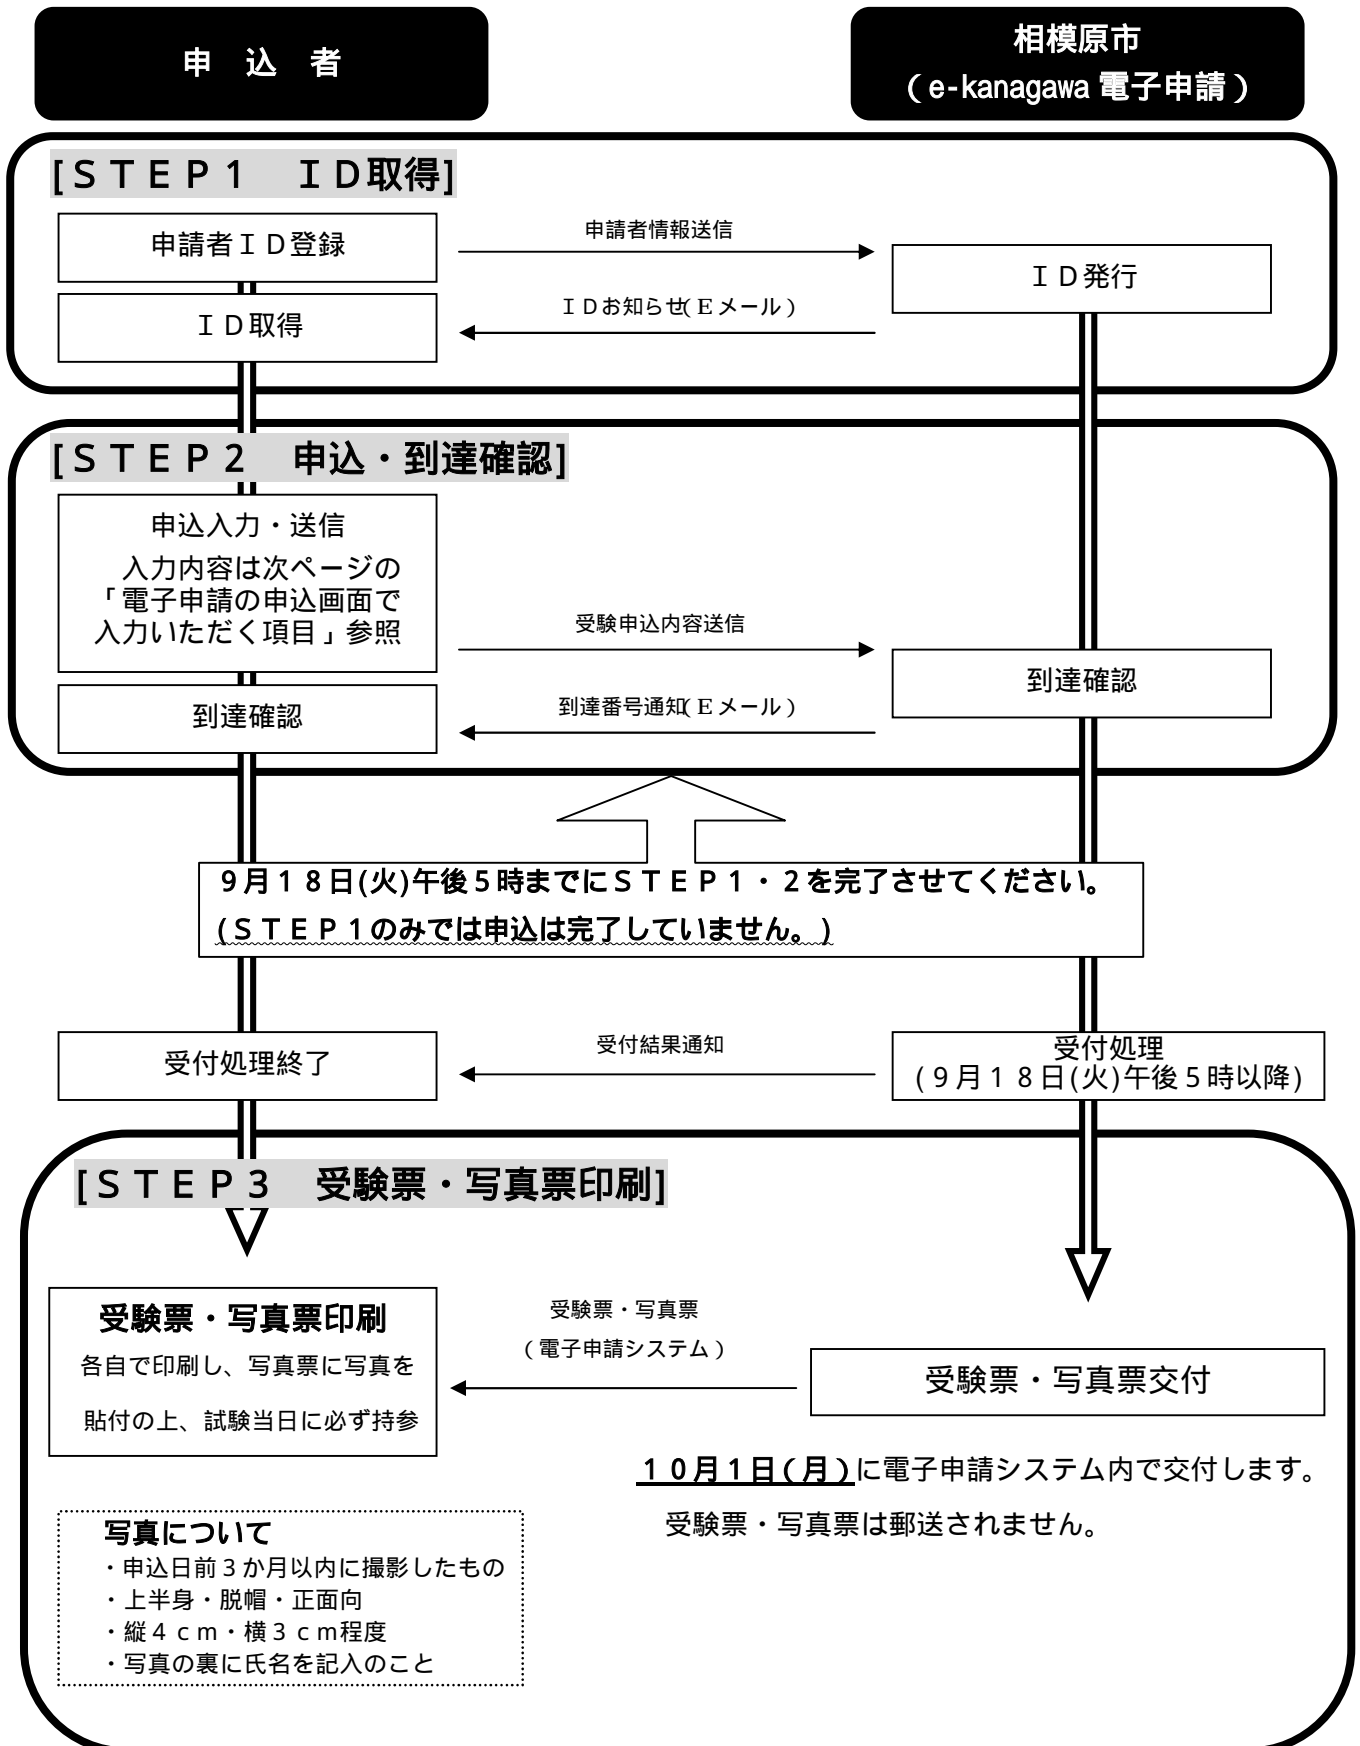 申　込　者
相模原市
（e-kanagawa 電子申請）
[ＳＴＥＰ１　ＩＤ取得]
申請者ＩＤ登録
申請者情報送信
ＩＤ発行
ＩＤお知らせ(Ｅメール)
ＩＤ取得
[ＳＴＥＰ２　申込・到達確認]
申込入力・送信
入力内容は次ページの
「電子申請の申込画面で
入力いただく項目」参照
受験申込内容送信
到達確認
到達番号通知(Ｅメール)
到達確認
９月１８日(火)午後５時までにＳＴＥＰ１・２を完了させてください。
(ＳＴＥＰ１のみでは申込は完了していません。)
受付処理終了
受付結果通知
受付処理
(９月１８日(火)午後５時以降)
[ＳＴＥＰ３　受験票・写真票印刷]
受験票・写真票印刷
各自で印刷し、写真票に写真を
貼付の上、試験当日に必ず持参
受験票・写真票
（電子申請システム）
受験票・写真票交付
１０月１日(月)に電子申請システム内で交付します。
受験票・写真票は郵送されません。
写真について
・申込日前３か月以内に撮影したもの
・上半身・脱帽・正面向
・縦４ｃｍ・横３ｃｍ程度
・写真の裏に氏名を記入のこと